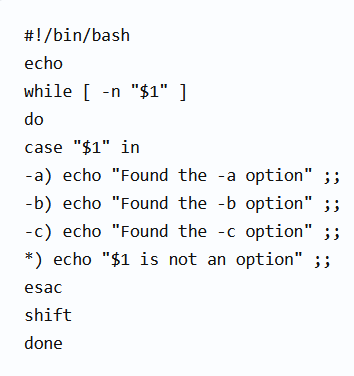 #!/bin/bash
echo
while [ -n "$1" ]
do
case "$1" in
-a) echo "Found the -a option" ;;
-b) echo "Found the -b option" ;;
-c) echo "Found the -c option" ;;
*) echo "$1 is not an option" ;;
esac
shift
done